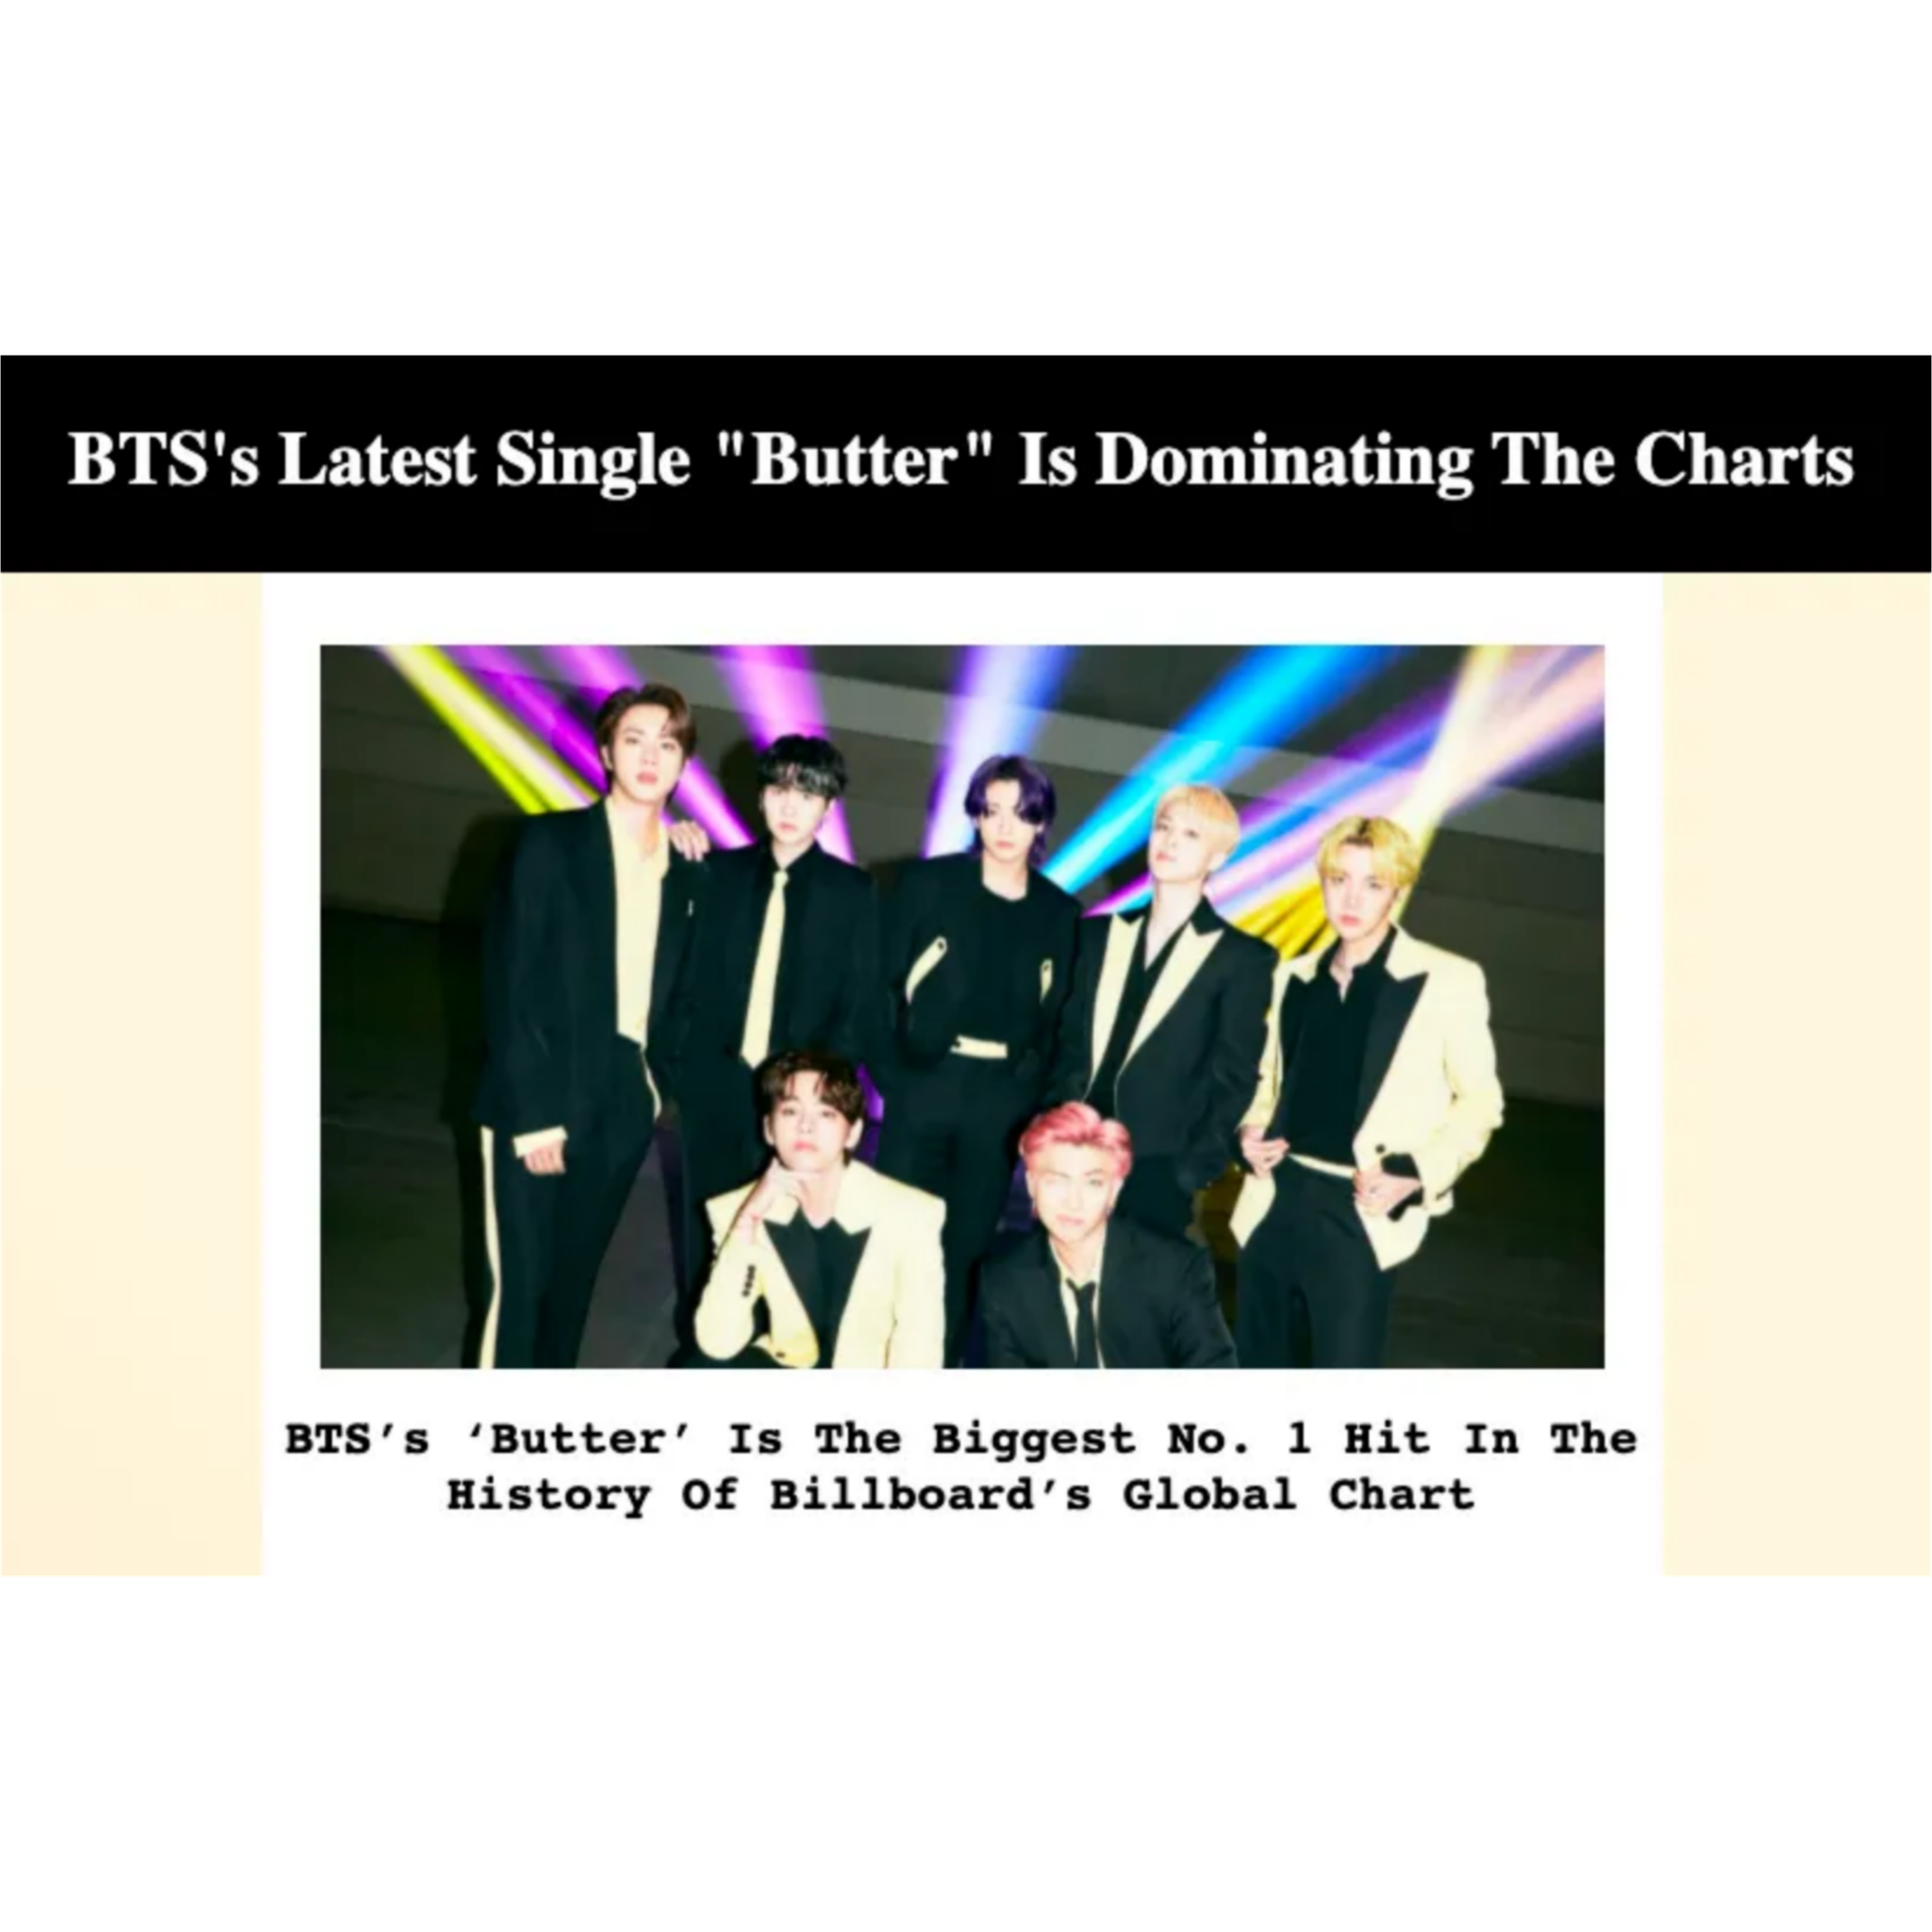 BTS's Latest Single "Butter" Is Dominating The Charts
BTS’s ‘Butter’ Is The Biggest No. 1 Hit In The
History Of Billboard’s Global Chart